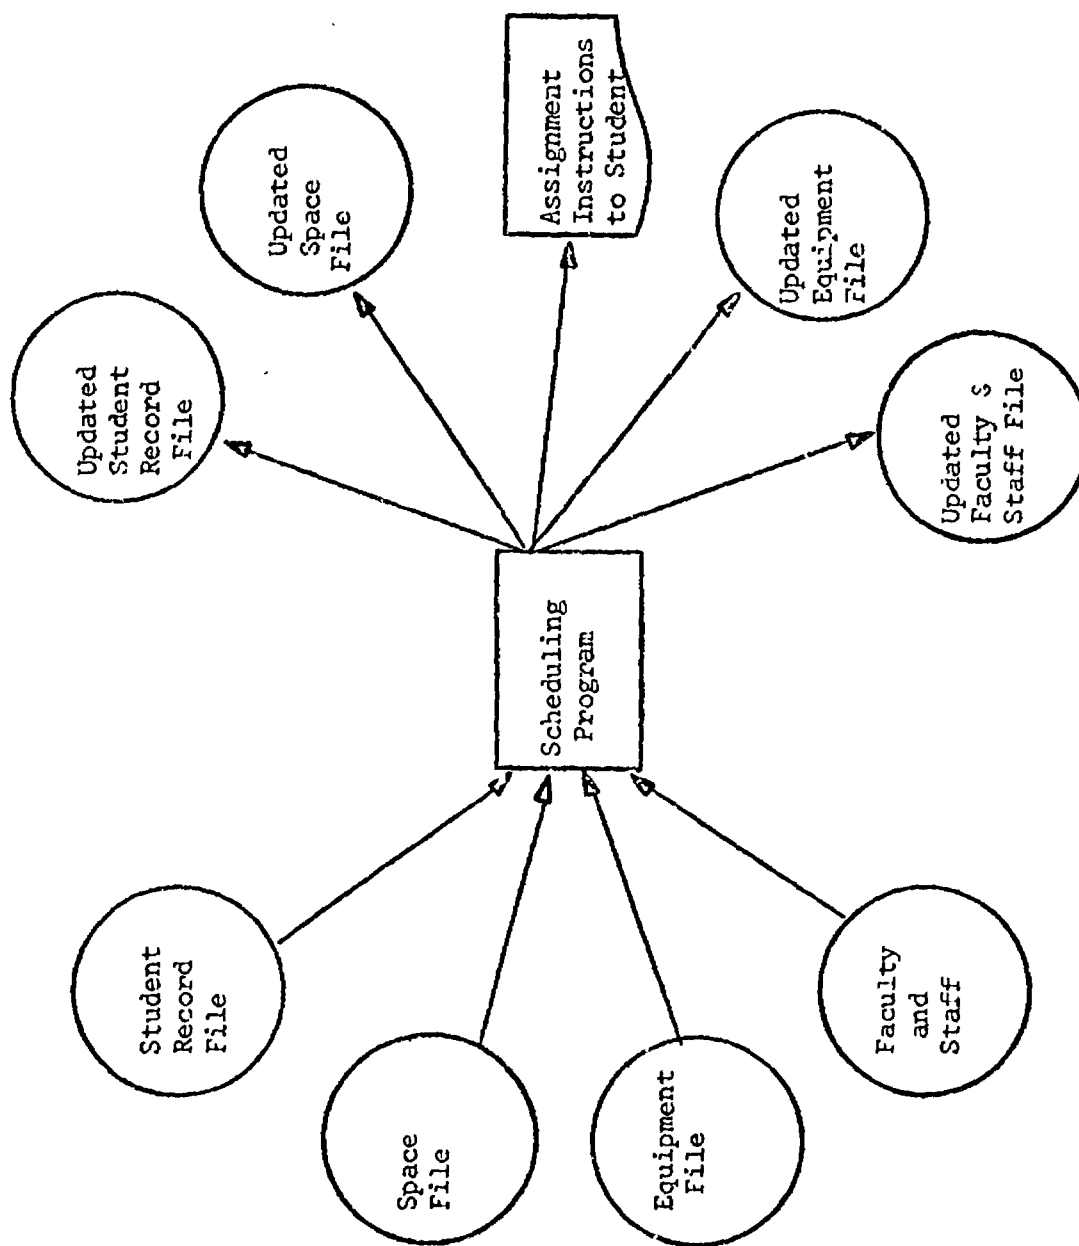 Student
Record
File
Space
File
Equipment
File
Faculty
and
Staff
Scheduling
Program
Updated
Student
Record
File
Updated
Space
File
Assignment
Instructions
to Student
Updated
Equipment
File
Updated
Faculty &
Staff File